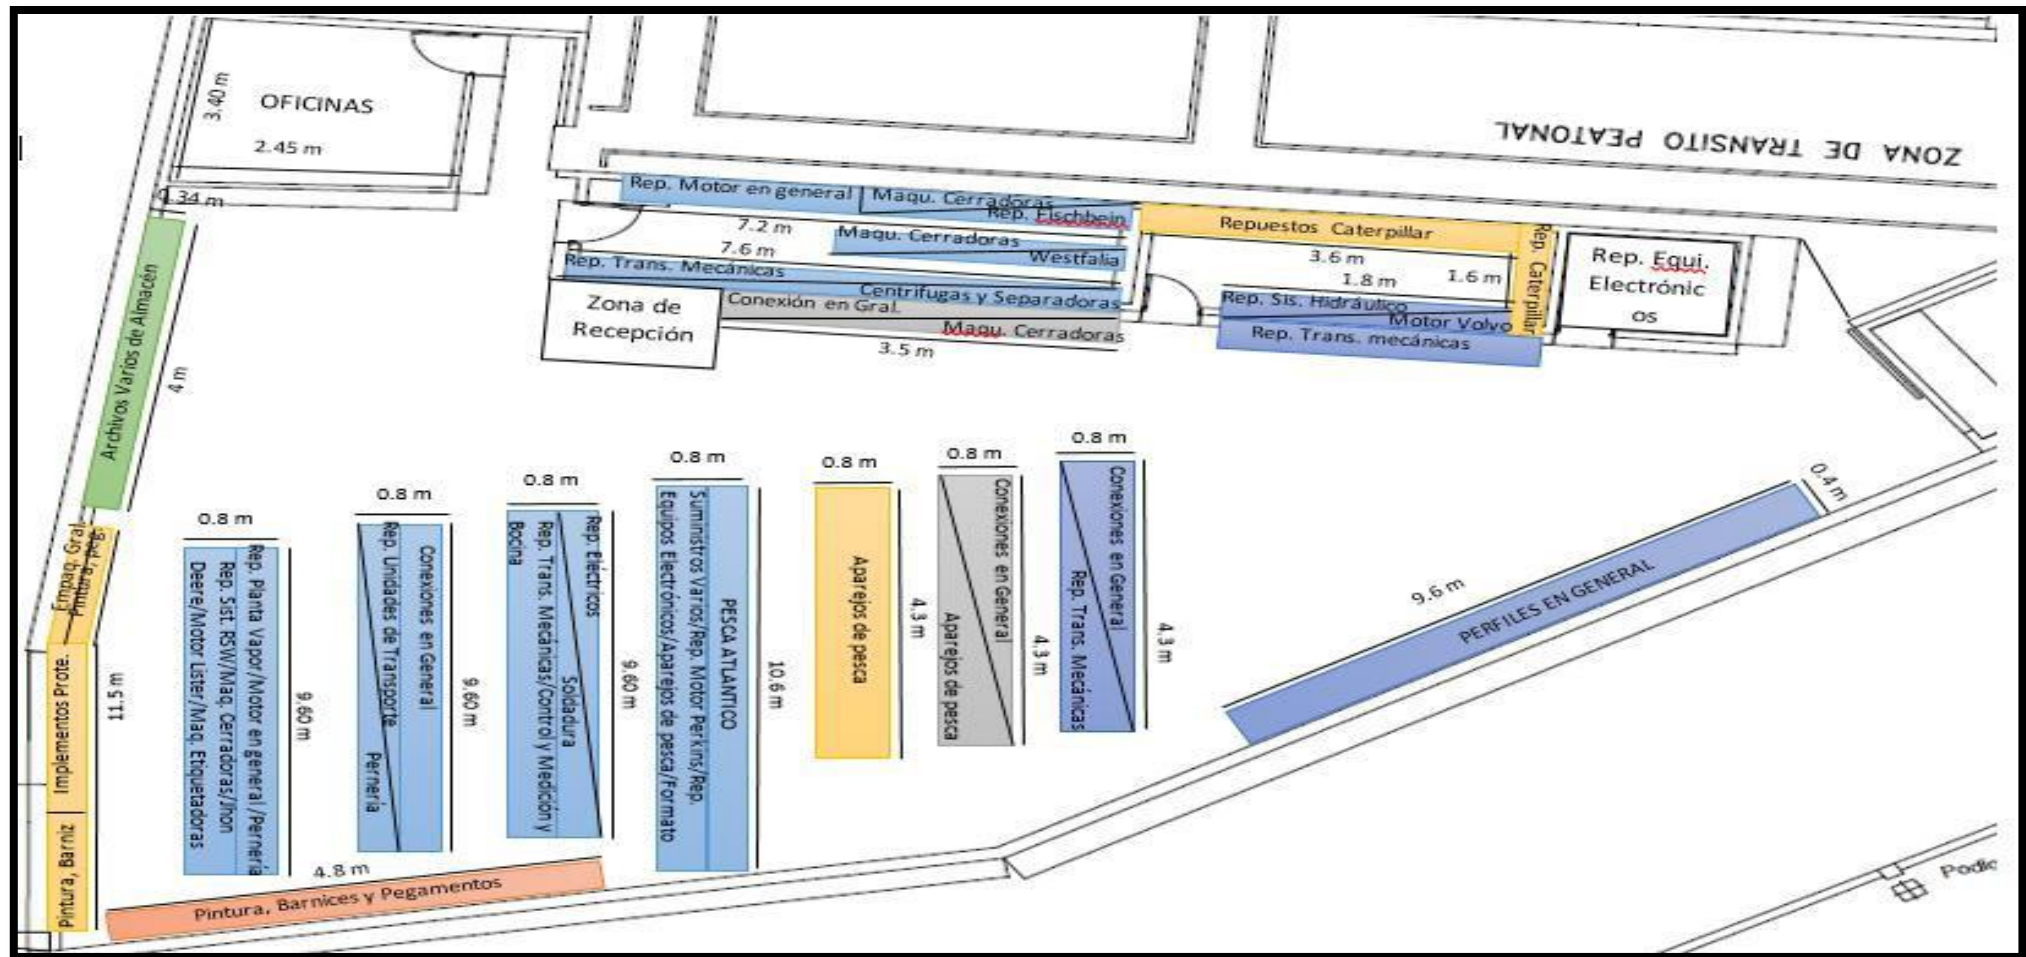 OFICINAS
3.40 m
2.45 m
0.34 m
ZONA DE TRANSITO PEATONAL
Rep. Motor en general
Maqu. Cerradoras
Rep. Fischbein
7.2 m
Maqu. Cerradoras
Westfalia
7.6 m
Rep. Trans. Mecánicas
Centrífugas y Separadoras
Zona de
Recepción
Conexión en Gral.
Maqu. Cerradoras
3.5 m
Repuestos Caterpillar
Rep. Caterpillar
3.6 m
1.8 m
1.6 m
Rep. Sis. Hidráulico
Motor Volvo
Rep. Trans. mecánicas
Rep. Equi.
Electrónic
os
Archivos Varios de Almacén
4 m
Empaq. Gral
Pintura, peg.
Implementos Prote.
Pintura, Barniz
11.5 m
0.8 m
Rep. Planta Vapor/Motor en general /Pernería
Rep. Sist. RSW/Maq. Cerradoras/Jhon
Deere/Motor Lister/Maq. Etiquetadoras
9.60 m
0.8 m
Conexiones en General
Rep. Unidades de Transporte
Pernería
9.60 m
0.8 m
Rep. Eléctricos
Soldadura
Rep. Trans. Mecánicas/Control y Medición y
Bocina
9.60 m
0.8 m
PESCA ATLANTICO
Suministros Varios/Rep. Motor Perkins/Rep.
Equipos Electrónicos/Aparejos de pesca/Formato
10.6 m
0.8 m
Aparejos de pesca
4.3 m
0.8 m
Conexiones en General
Aparejos de pesca
4.3 m
0.8 m
Conexiones en General
Rep. Trans. Mecánicas
4.3 m
0.4 m
9.6 m
PERFILES EN GENERAL
4.8 m
Pintura, Barnices y Pegamentos